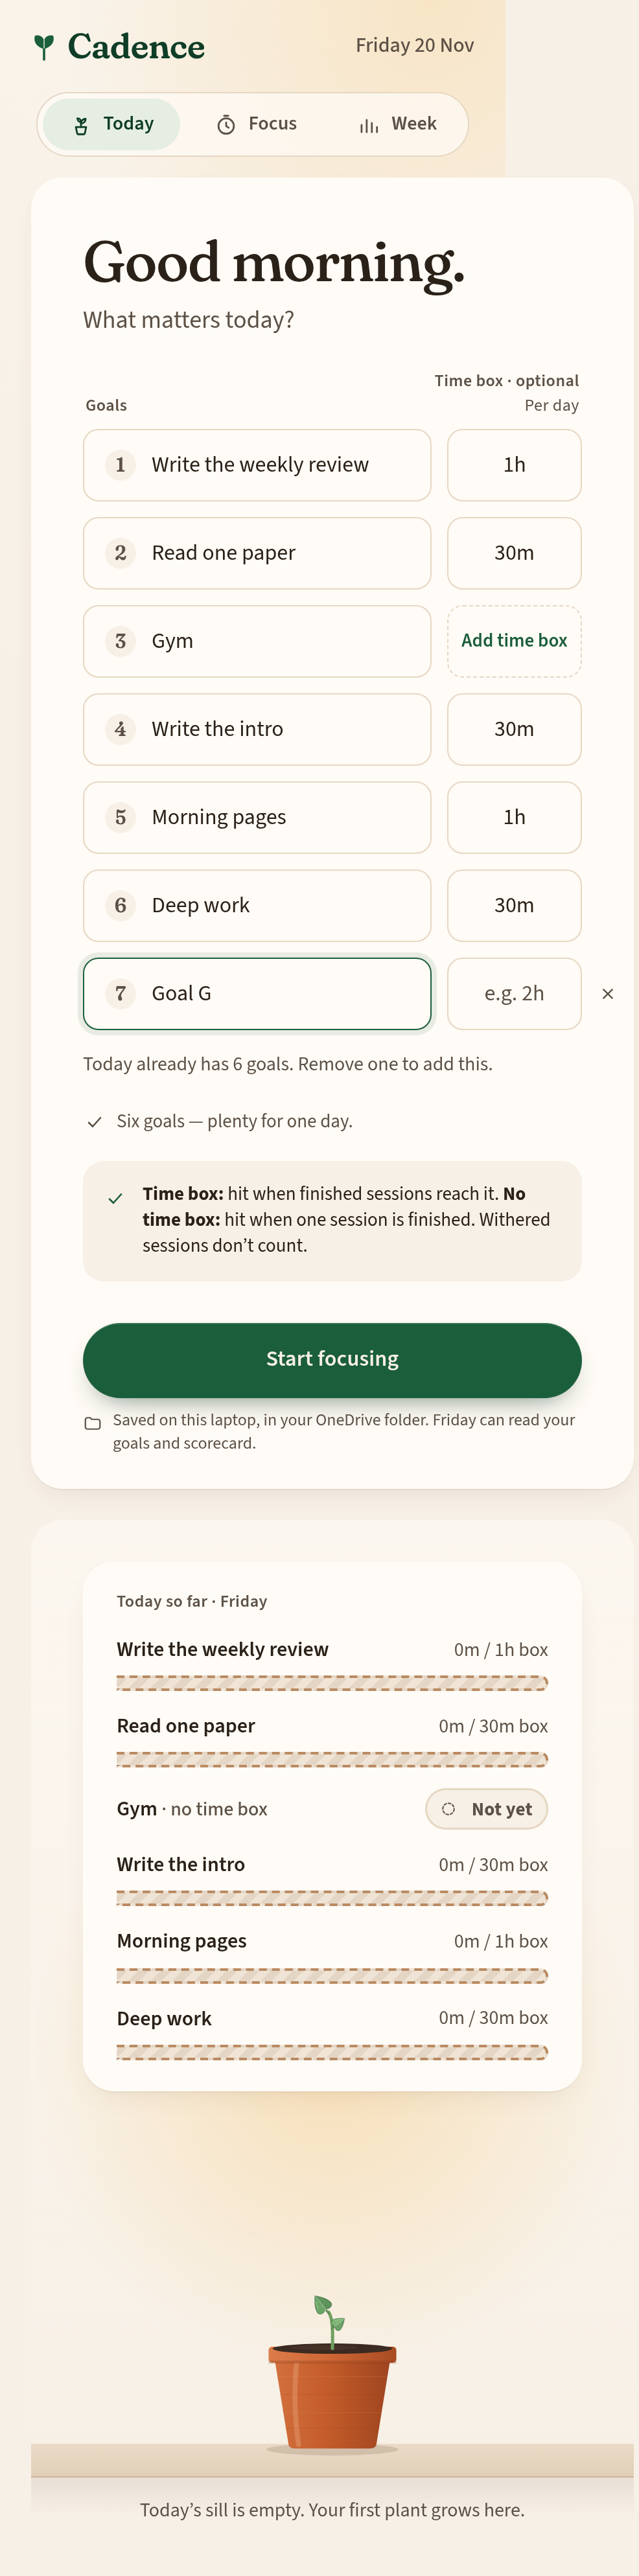 Cadence
Friday 20 Nov
Today
Focus
Week
Good morning.
What matters today?
Time box · optional
Goals
Per day
1 Write the weekly review 1h
2 Read one paper 30m
3 Gym Add time box
4 Write the intro 30m
5 Morning pages 1h
6 Deep work 30m
7 Goal G e.g. 2h
Today already has 6 goals. Remove one to add this.
Six goals — plenty for one day.
Time box: hit when finished sessions reach it. No
time box: hit when one session is finished. Withered
sessions don’t count.
Start focusing
Saved on this laptop, in your OneDrive folder. Friday can read your
goals and scorecard.
Today so far · Friday
Write the weekly review 0m / 1h box
Read one paper 0m / 30m box
Gym · no time box Not yet
Write the intro 0m / 30m box
Morning pages 0m / 1h box
Deep work 0m / 30m box
Today’s sill is empty. Your first plant grows here.